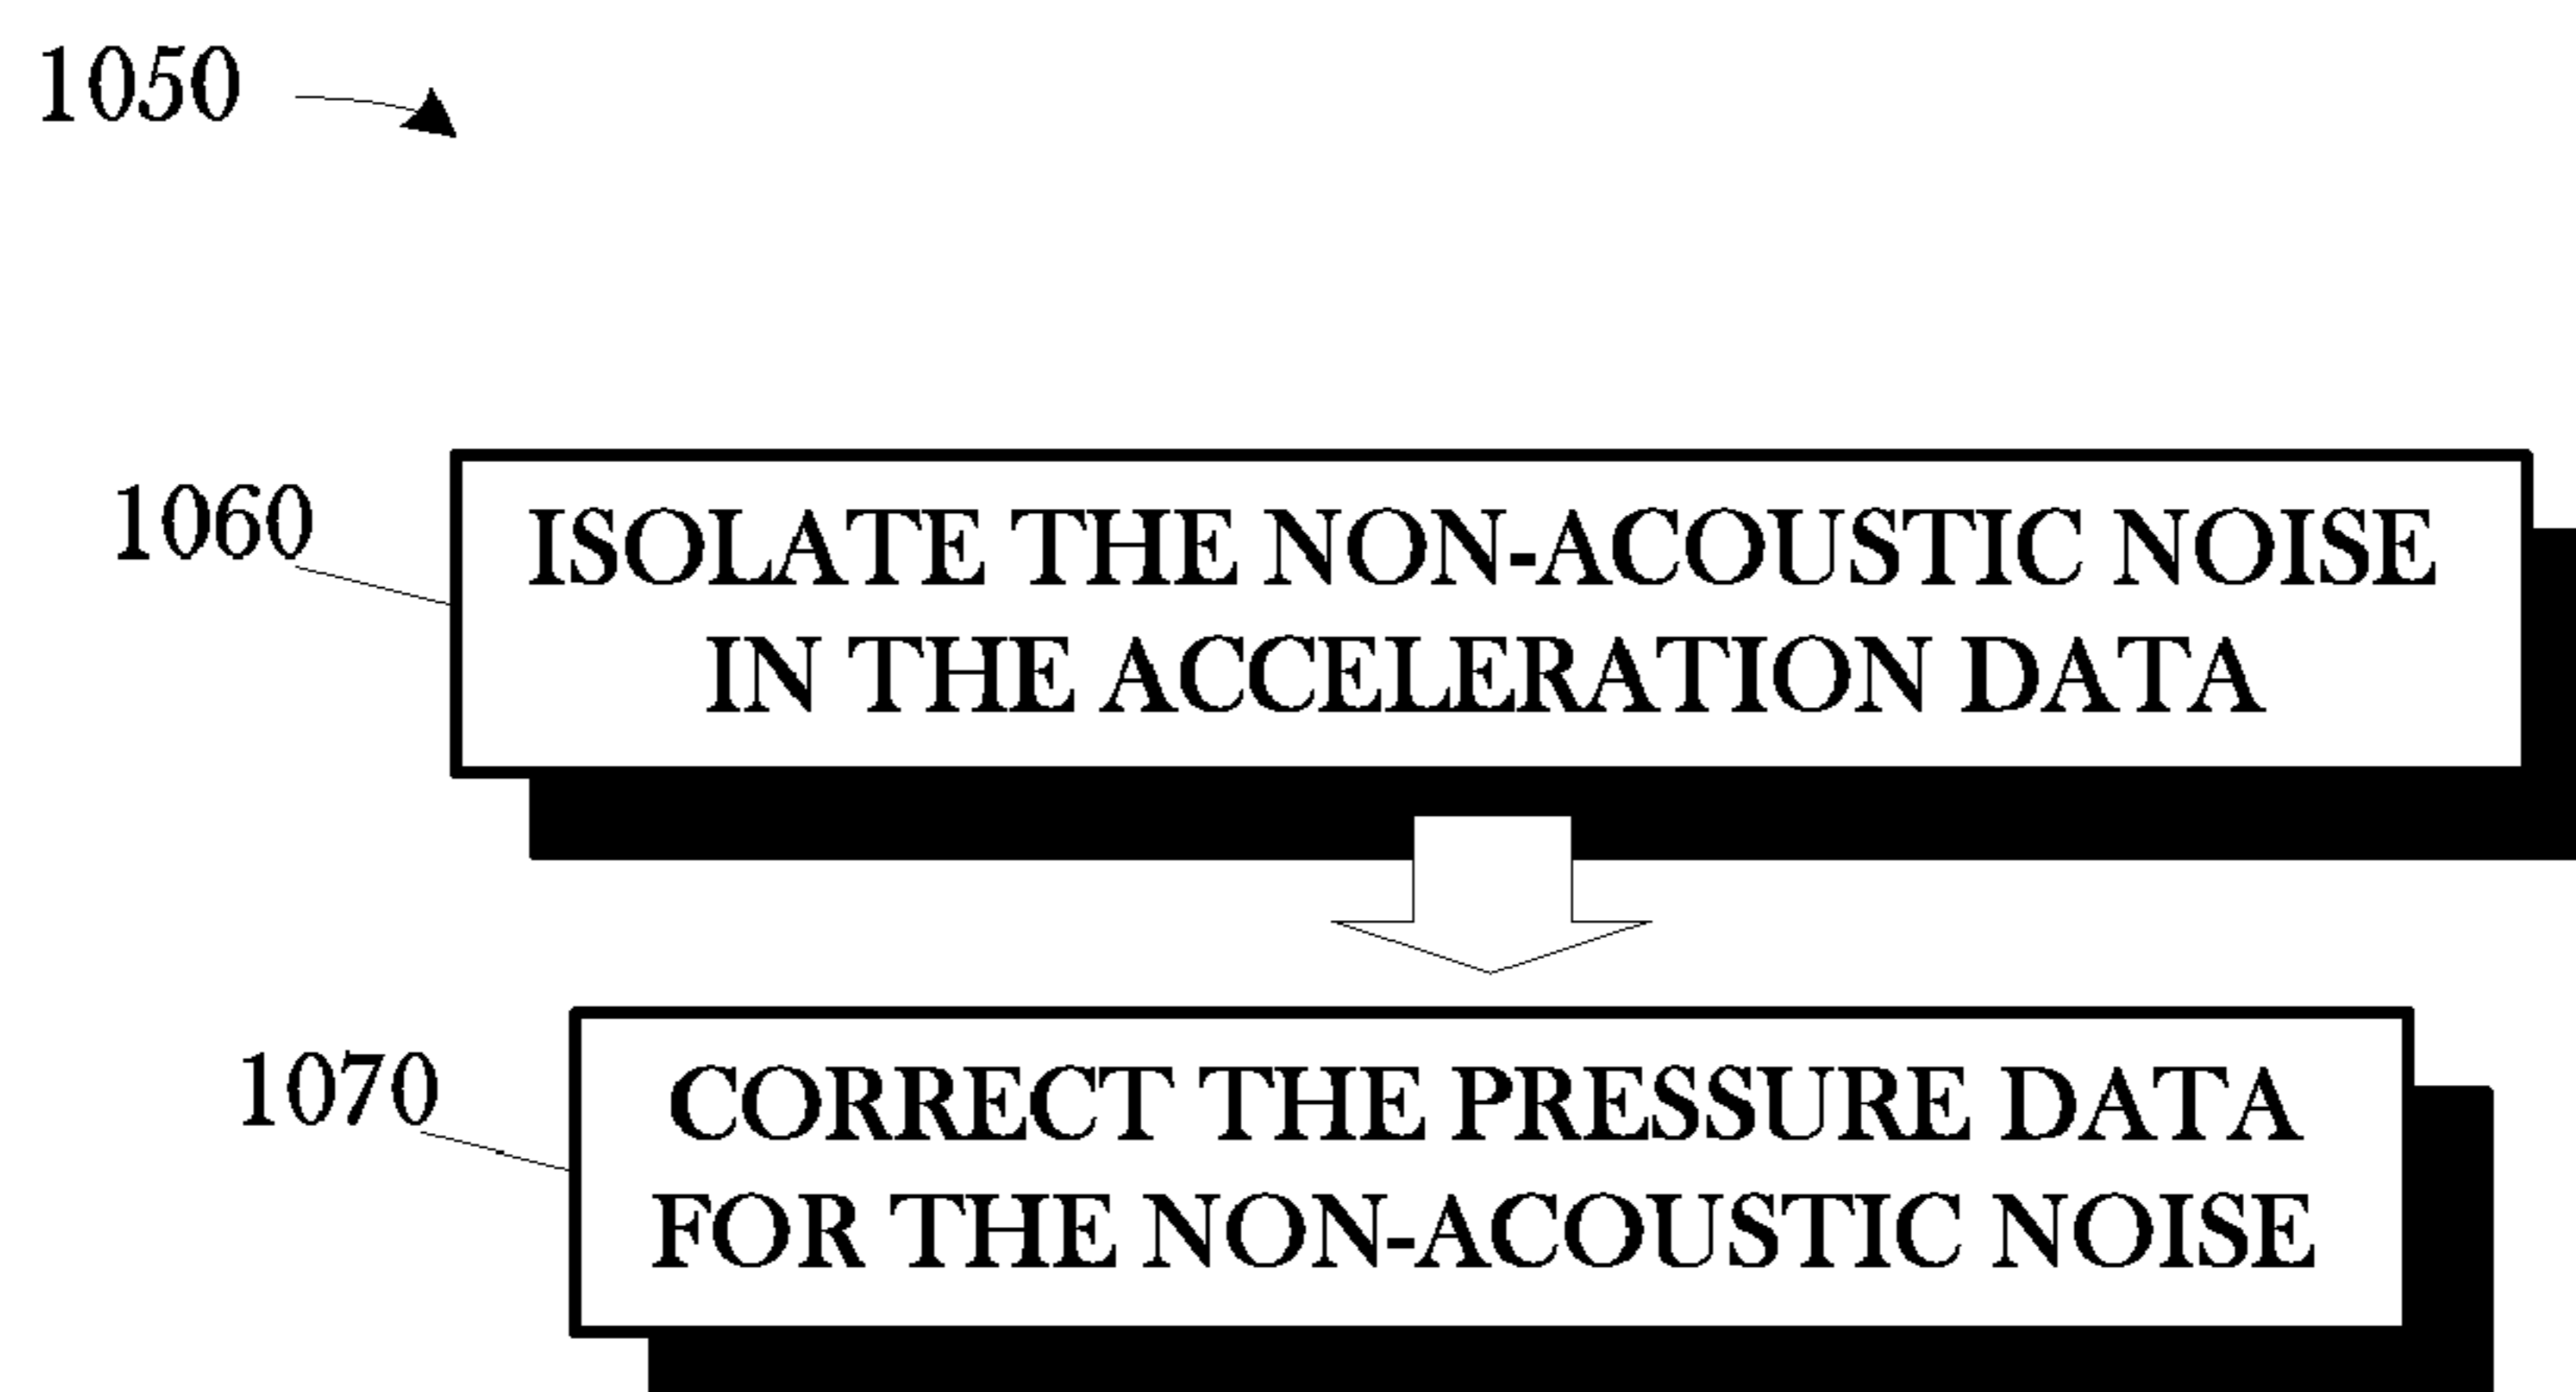 1050
1060
ISOLATE THE NON-ACOUSTIC NOISE
IN THE ACCELERATION DATA
1070
CORRECT THE PRESSURE DATA
FOR THE NON-ACOUSTIC NOISE